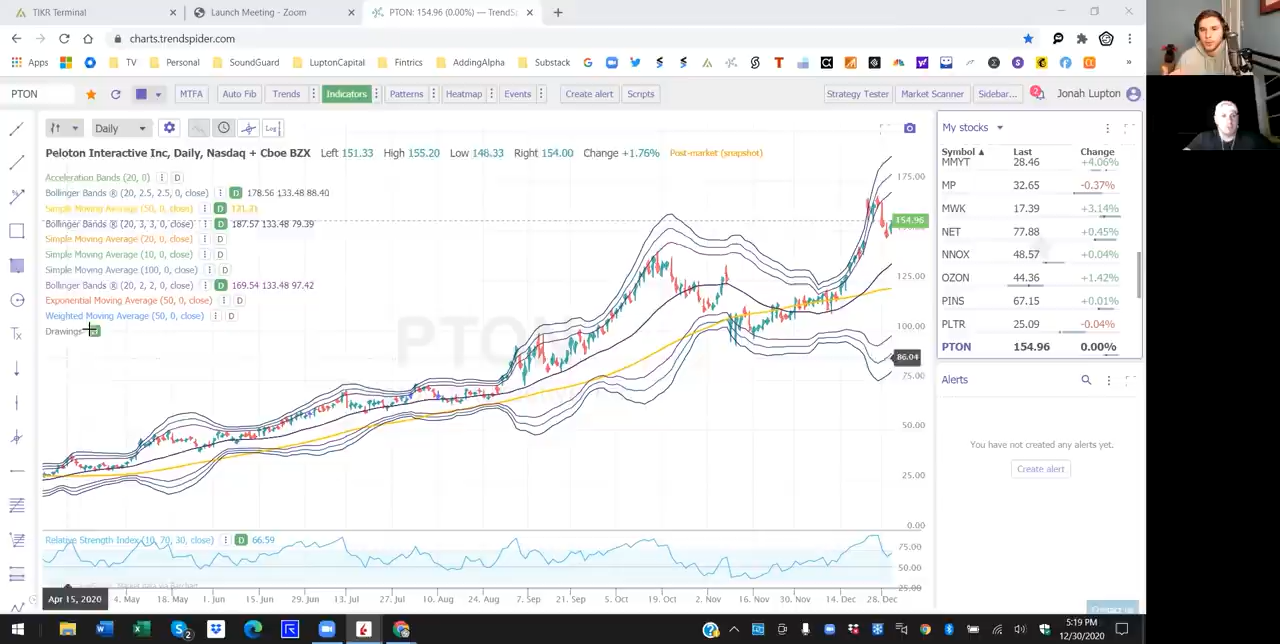 TIKR Terminal
Launch Meeting - Zoom
PTON: 154.96 (0.00%) — TrendS
charts.trendspider.com
Apps TV Personal SoundGuard LuptonCapital Fintrics AddingAlpha Substack
PTON MTFA Auto Fib Trends Indicators Patterns Heatmap Events Create alert Scripts Strategy Tester Market Scanner Sidebar... 2 Jonah Lupton
Daily Log
Peloton Interactive Inc, Daily, Nasdaq + Cboe BZX Left 151.33 High 155.20 Low 148.33 Right 154.00 Change +1.76% Post-market (snapshot)
Acceleration Bands (20, 0) D
Bollinger Bands ® (20, 2.5, 2.5, 0, close) D 178.56 133.48 88.40
Simple Moving Average (50, 0, close) D
Bollinger Bands ® (20, 3, 3, 0, close) D 187.57 133.48 79.39
Simple Moving Average (20, 0, close) D
Simple Moving Average (10, 0, close) D
Simple Moving Average (100, 0, close) D
Bollinger Bands ® (20, 2, 2, 0, close) D 169.54 133.48 97.42
Exponential Moving Average (50, 0, close) D
Weighted Moving Average (50, 0, close) D
Drawings
PTON
175.00
154.96
125.00
100.00
86.04
75.00
50.00
25.00
0.00
Relative Strength Index (10, 70, 30, close) D 66.59
75.00
50.00
25.00
Apr 15, 2020 4. May 18. May Jun 15. Jun 29. Jun 13. Jul Aug 10. Aug 24. Aug 7. Sep 21. Sep 5. Oct 19. Oct 2. Nov 16. Nov 30. Nov 14. Dec 28. Dec
My stocks
Symbol Last Change
MMYT 28.46 +4.06%
MP 32.65 -0.37%
MWK 17.39 +3.14%
NET 77.88 +0.45%
NNOX 48.57 +0.04%
OZON 44.36 +1.42%
PINS 67.15 +0.01%
PLTR 25.09 -0.04%
PTON 154.96 0.00%
Alerts
You have not created any alerts yet.
Create alert
Contact us
5:19 PM
12/30/2020